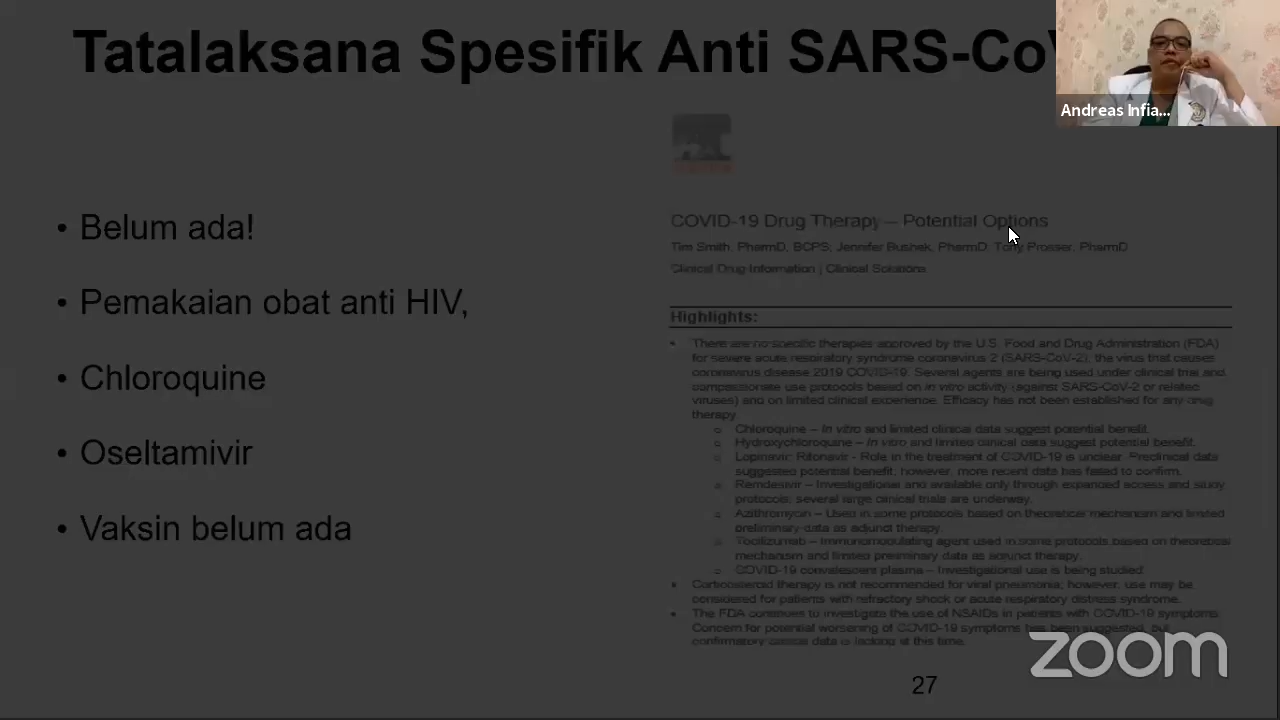 Tatalaksana Spesifik Anti SARS-CoV
Andreas Infia...
• Belum ada!
• Pemakaian obat anti HIV,
• Chloroquine
• Oseltamivir
• Vaksin belum ada
COVID-19 Drug Therapy – Potential Options
Tim Smith, PharmD, BCPS; Jennifer Bushek, PharmD; Tony Prosser, PharmD
Clinical Drug Information | Clinical Solutions
Highlights:
• There are no specific therapies approved by the U.S. Food and Drug Administration (FDA)
for severe acute respiratory syndrome coronavirus 2 (SARS-CoV-2), the virus that causes
coronavirus disease 2019 COVID-19. Several agents are being used under clinical trial and
compassionate use protocols based on in vitro activity (against SARS-CoV-2 or related
viruses) and on limited clinical experience. Efficacy has not been established for any drug
therapy.
o Chloroquine – In vitro and limited clinical data suggest potential benefit.
o Hydroxychloroquine – In vitro and limited clinical data suggest potential benefit.
o Lopinavir; Ritonavir - Role in the treatment of COVID-19 is unclear. Preclinical data
suggested potential benefit; however, more recent data has failed to confirm.
o Remdesivir – Investigational and available only through expanded access and study
protocols; several large clinical trials are underway.
o Azithromycin – Used in some protocols based on theoretical mechanism and limited
preliminary data as adjunct therapy.
o Tocilizumab – Immunomodulating agent used in some protocols based on theoretical
mechanism and limited preliminary data as adjunct therapy.
o COVID-19 convalescent plasma – Investigational use is being studied.
• Corticosteroid therapy is not recommended for viral pneumonia; however, use may be
considered for patients with refractory shock or acute respiratory distress syndrome.
• The FDA continues to investigate the use of NSAIDs in patients with COVID-19 symptoms.
Concern for potential worsening of COVID-19 symptoms has been suggested, but
confirmatory clinical data is lacking at this time.
zoom
27